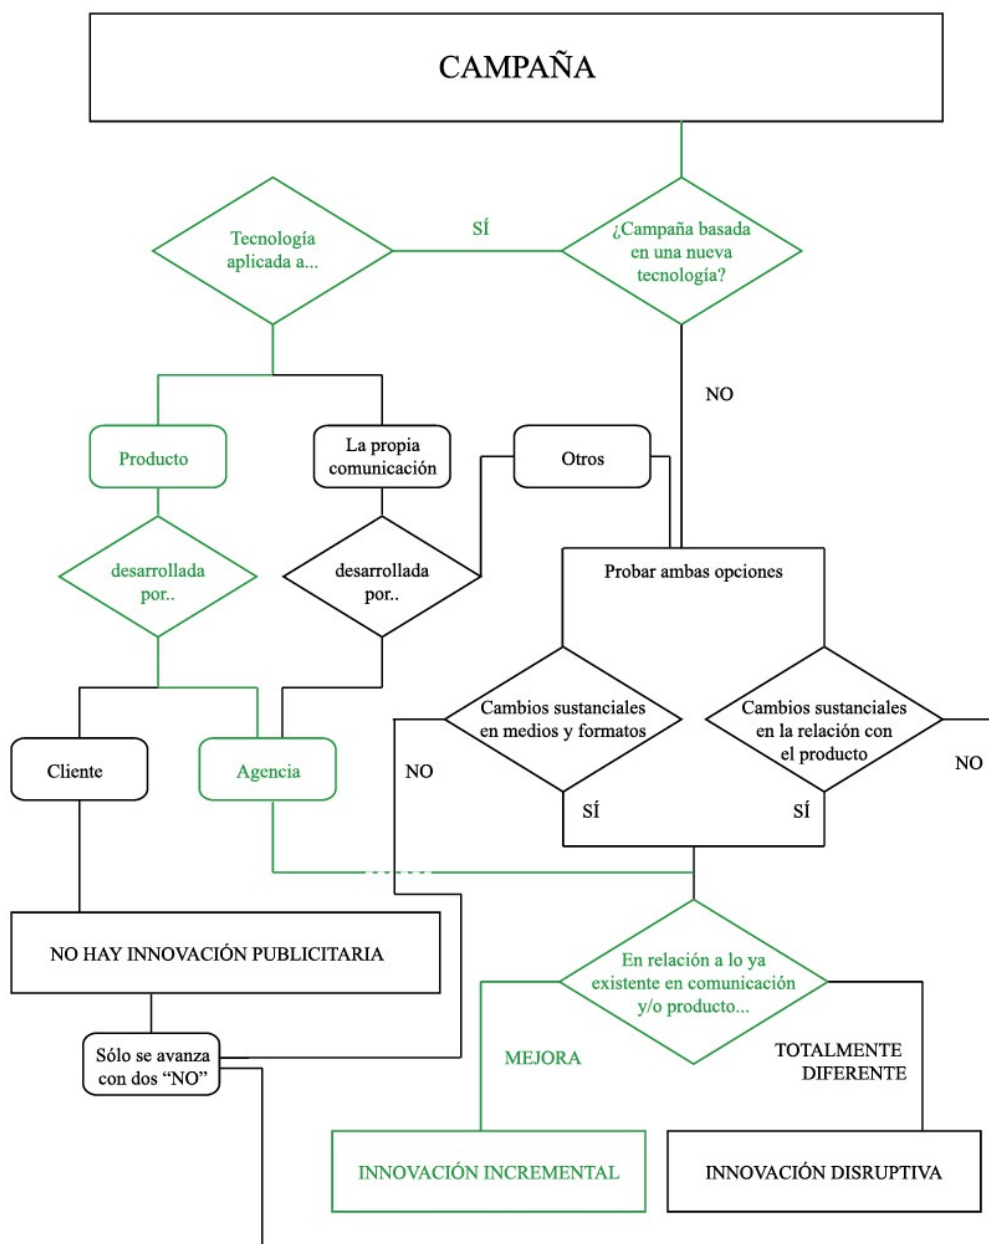 CAMPAÑA
Tecnología
aplicada a...
SÍ
¿Campaña basada
en una nueva
tecnología?
NO
Producto
La propia
comunicación
Otros
desarrollada
por..
desarrollada
por..
Probar ambas opciones
Cambios sustanciales
en medios y formatos
Cambios sustanciales
en la relación con
el producto
Cliente
Agencia
NO
NO
SÍ
SÍ
NO HAY INNOVACIÓN PUBLICITARIA
En relación a lo ya
existente en comunicación
y/o producto...
Sólo se avanza
con dos “NO”
MEJORA
TOTALMENTE
DIFERENTE
INNOVACIÓN INCREMENTAL
INNOVACIÓN DISRUPTIVA